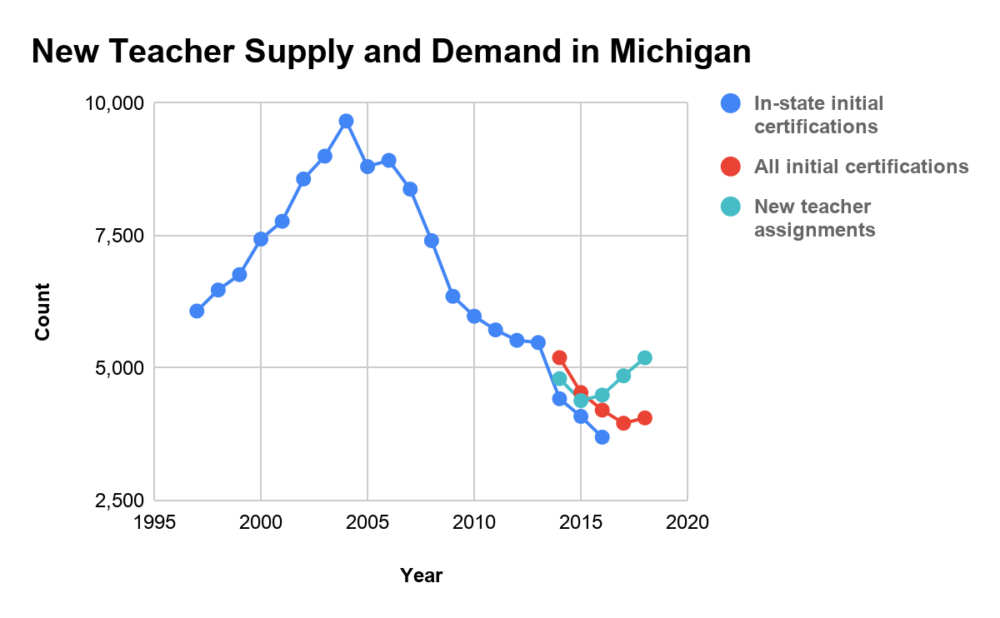 New Teacher Supply and Demand in Michigan
10,000
7,500
5,000
2,500
Count
1995
2000
2005
2010
2015
2020
Year
In-state initial
certifications
All initial certifications
New teacher
assignments